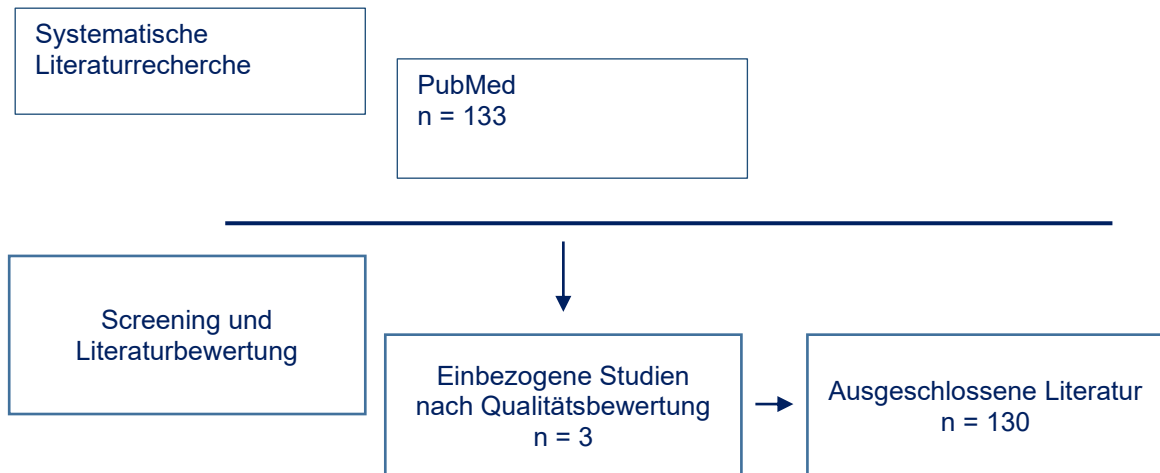 Systematische
Literaturrecherche
PubMed
n = 133
Screening und
Literaturbewertung
Einbezogene Studien
nach Qualitätsbewertung
n = 3
Ausgeschlossene Literatur
n = 130